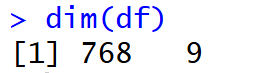 > dim(df)
[1] 768   9